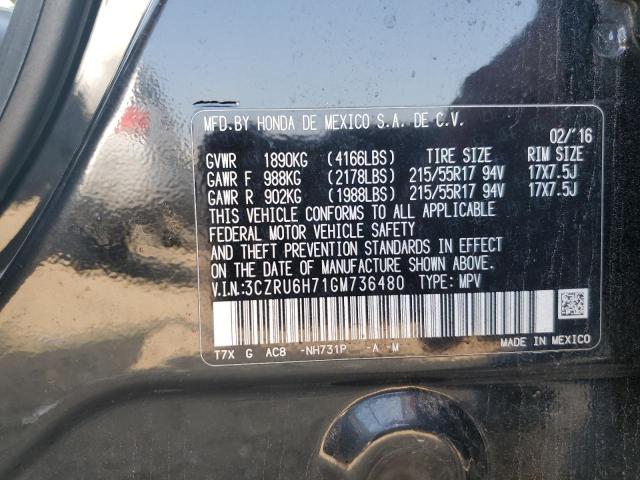 MFD.BY HONDA DE MEXICO S.A. DE C.V.
02/'16
GVWR 1890KG (4166LBS) TIRE SIZE RIM SIZE
GAWR F 988KG (2178LBS) 215/55R17 94V 17X7.5J
GAWR R 902KG (1988LBS) 215/55R17 94V 17X7.5J
THIS VEHICLE CONFORMS TO ALL APPLICABLE
FEDERAL MOTOR VEHICLE SAFETY
AND THEFT PREVENTION STANDARDS IN EFFECT
ON THE DATE OF MANUFACTURE SHOWN ABOVE.
V.I.N:3CZRU6H71GM736480 TYPE: MPV
T7X G AC8 -NH731P -A -M
MADE IN MEXICO